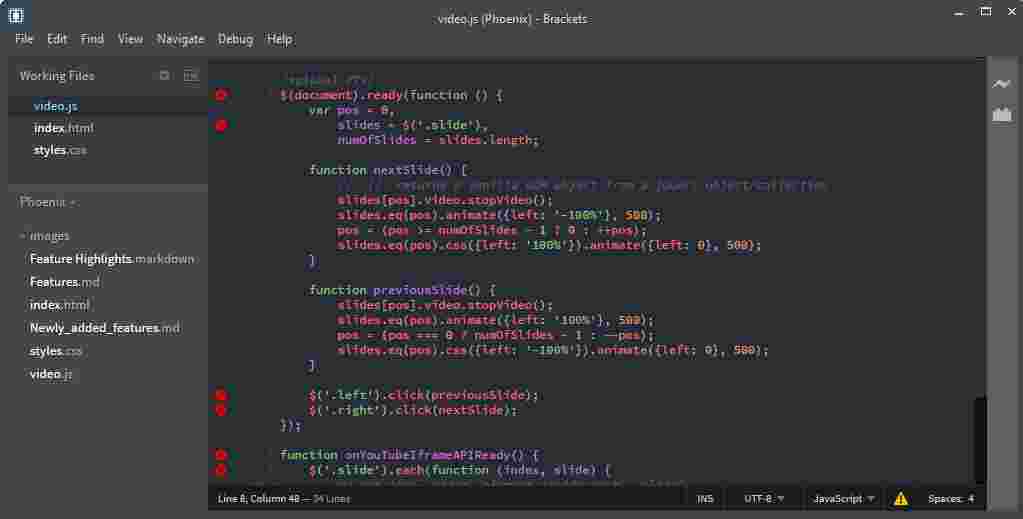 video.js (Phoenix) - Brackets
File Edit Find View Navigate Debug Help
Working Files
video.js
index.html
styles.css
Phoenix
images
Feature Highlights.markdown
Features.md
index.html
Newly_added_features.md
styles.css
video.js
$(document).ready(function () {
var pos = 0,
slides = $('.slide'),
numOfSlides = slides.length;
function nextSlide() {
slides[pos].video.stopVideo();
slides.eq(pos).animate({left: '-100%'}, 500);
pos = (pos >= numOfSlides - 1 ? 0 : ++pos);
slides.eq(pos).css({left: '100%'}).animate({left: 0}, 500);
}
function previousSlide() {
slides[pos].video.stopVideo();
slides.eq(pos).animate({left: '100%'}, 500);
pos = (pos === 0 ? numOfSlides - 1 : --pos);
slides.eq(pos).css({left: '-100%'}).animate({left: 0}, 500);
}
$('.left').click(previousSlide);
$('.right').click(nextSlide);
});
function onYouTubeIframeAPIReady() {
$('.slide').each(function (index, slide) {
Line 8, Column 48 — 34 Lines
INS UTF-8 JavaScript Spaces: 4